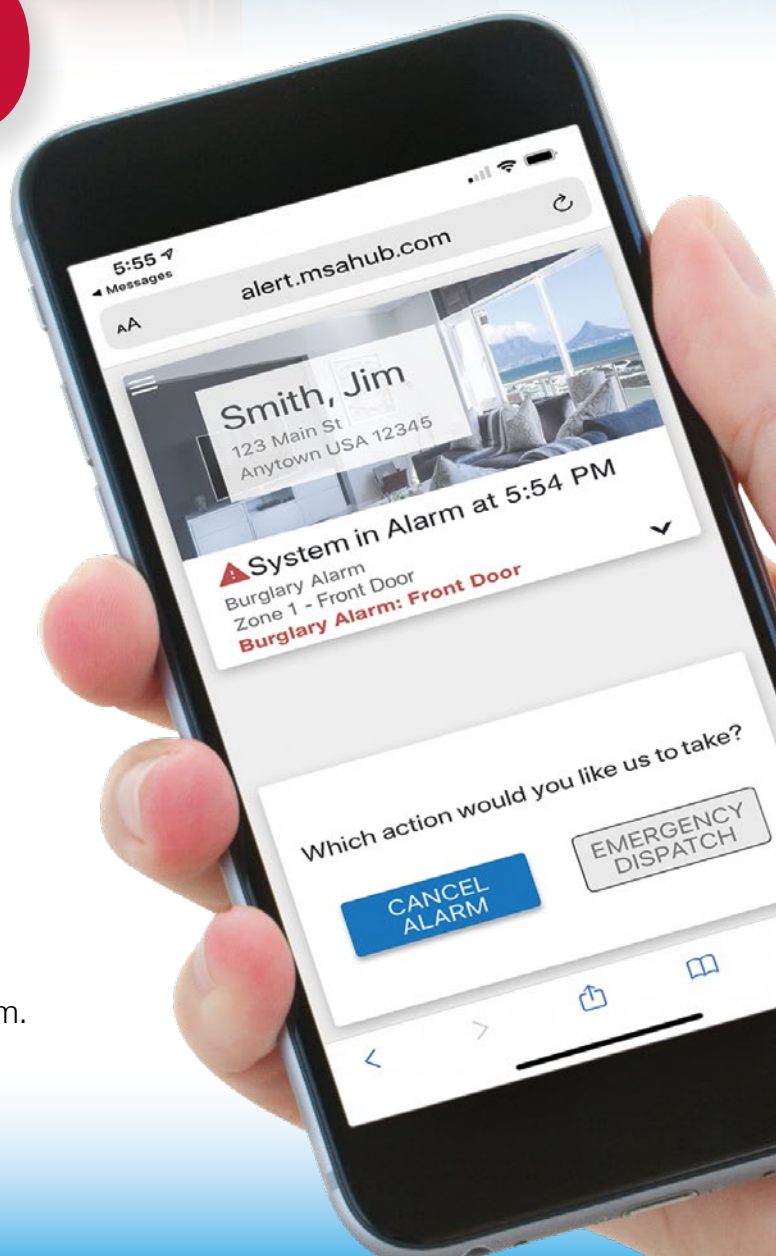 5:55
Messages
AA
alert.msahub.com
Smith, Jim
123 Main St
Anytown USA 12345
System in Alarm at 5:54 PM
Burglary Alarm
Zone 1 - Front Door
Burglary Alarm: Front Door
Which action would you like us to take?
CANCEL
ALARM
EMERGENCY
DISPATCH
m.